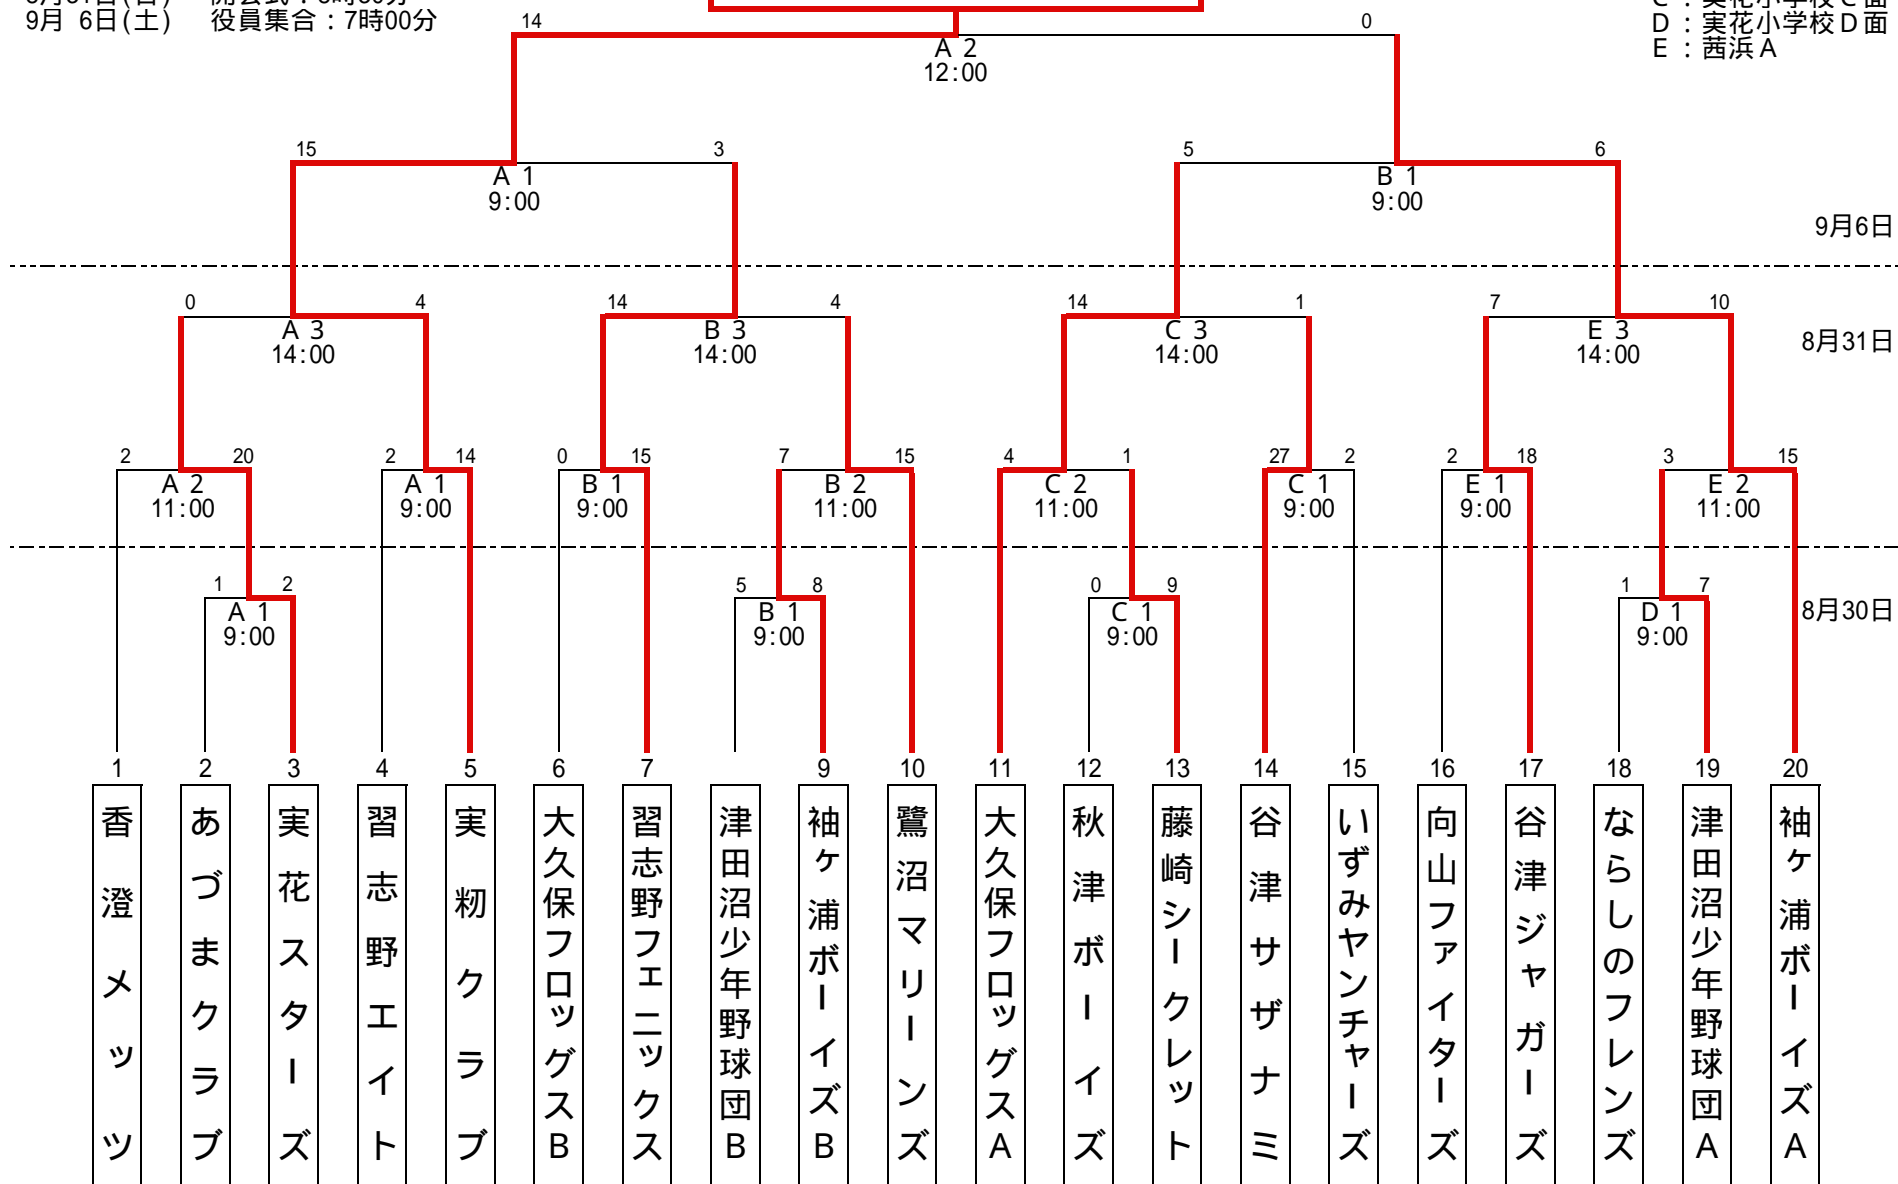 9月 6日(土) 役員集合：7時00分
D：実花小学校D面
E：茜浜A
14 0
A 2
12:00
15 3 5 6
A 1 B 1
9:00 9:00
9月6日
0 4 14 4 14 1 7 10
A 3 B 3 C 3 E 3
14:00 14:00 14:00 14:00
8月31日
2 20 2 14 0 15 7 15 4 1 27 2 2 18 3 15
A 2 A 1 B 1 B 2 C 2 C 1 E 1 E 2
11:00 9:00 9:00 11:00 11:00 9:00 9:00 11:00
1 2 5 8 0 9 1 7
A 1 B 1 C 1 D 1
9:00 9:00 9:00 9:00
8月30日
1 2 3 4 5 6 7 9 10 11 12 13 14 15 16 17 18 19 20
香澄メッツ
あづまクラブ
実花スターズ
習志野エイト
実籾クラブ
大久保フロッグスB
習志野フェニックス
津田沼少年野球団B
袖ヶ浦ボーイズB
鷺沼マリーンズ
大久保フロッグスA
秋津ボーイズ
藤崎シークレット
谷津サザナミ
いずみヤンチャーズ
向山ファイターズ
谷津ジャガーズ
ならしのフレンズ
津田沼少年野球団A
袖ヶ浦ボーイズA